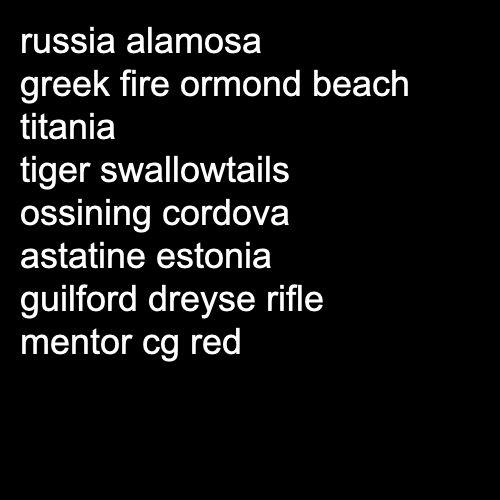 russia alamosa
greek fire ormond beach
titania
tiger swallowtails
ossining cordova
astatine estonia
guilford dreyse rifle
mentor cg red